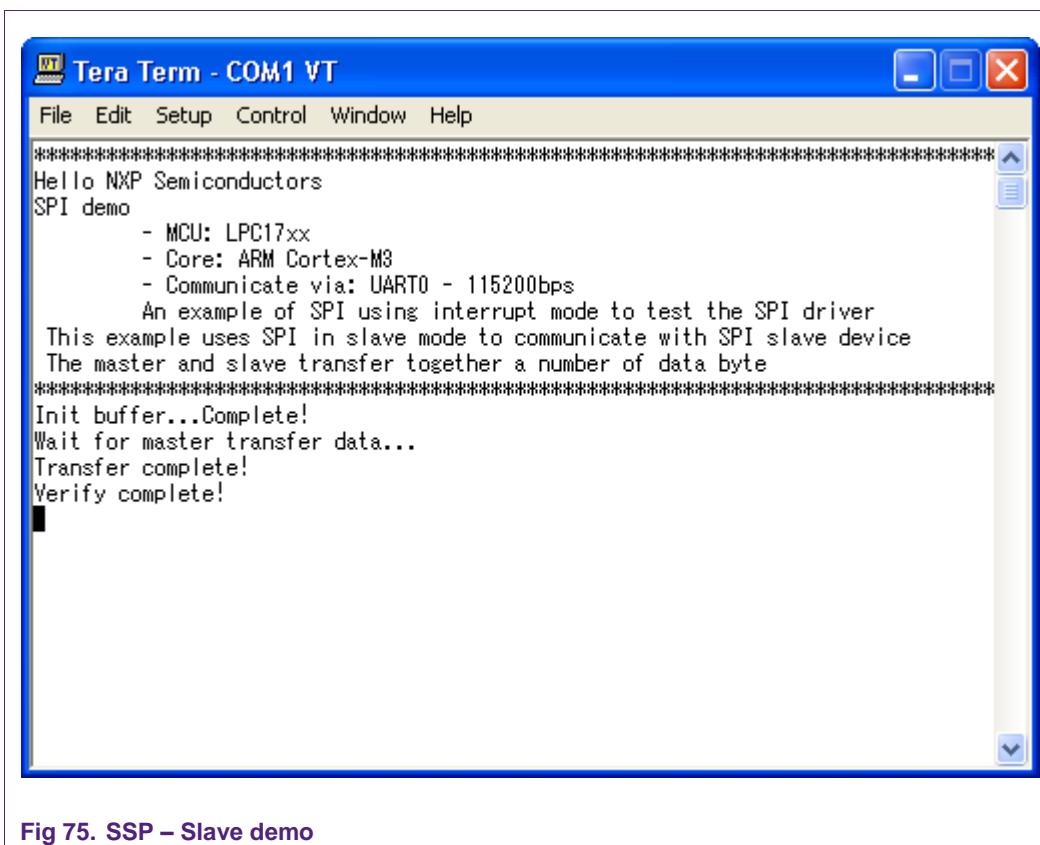 Tera Term - COM1 VT
File Edit Setup Control Window Help
********************************************************************************
Hello NXP Semiconductors
SPI demo
- MCU: LPC17xx
- Core: ARM Cortex-M3
- Communicate via: UART0 - 115200bps
An example of SPI using interrupt mode to test the SPI driver
This example uses SPI in slave mode to communicate with SPI slave device
The master and slave transfer together a number of data byte
********************************************************************************
Init buffer...Complete!
Wait for master transfer data...
Transfer complete!
Verify complete!
Fig 75. SSP – Slave demo